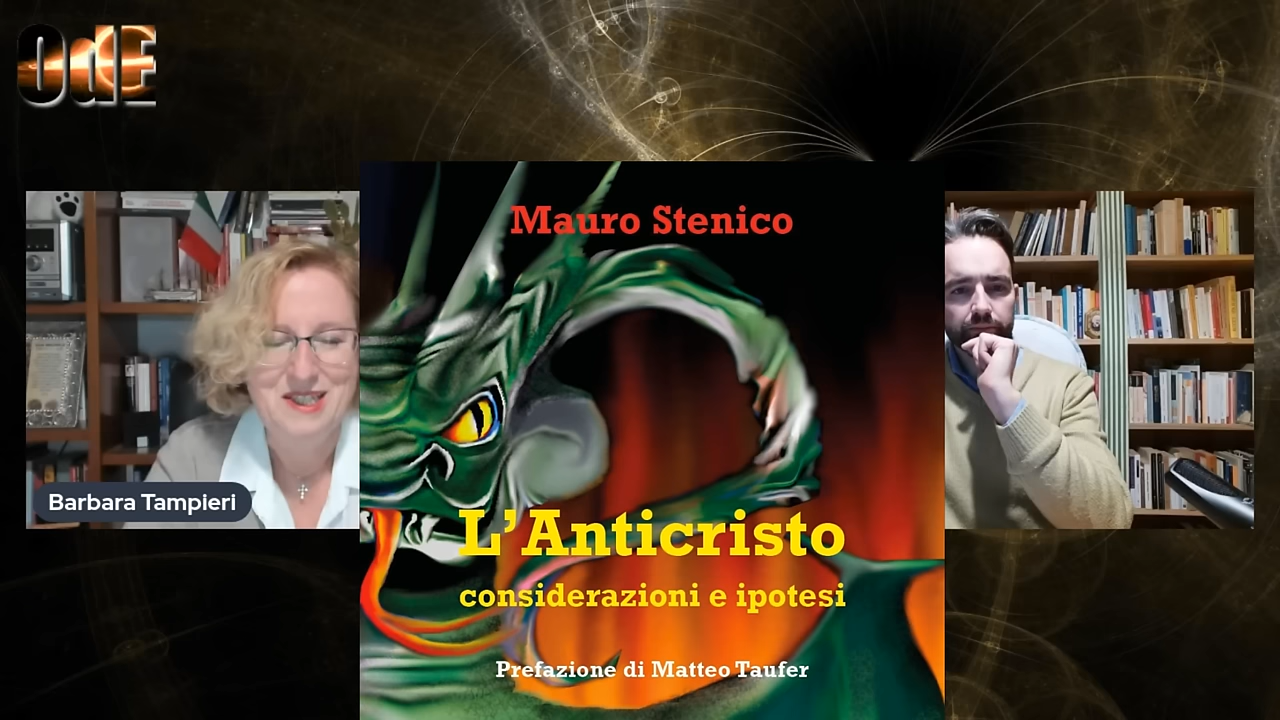 OdE
Mauro Stenico
L'Anticristo
considerazioni e ipotesi
Prefazione di Matteo Taufer
Barbara Tampieri